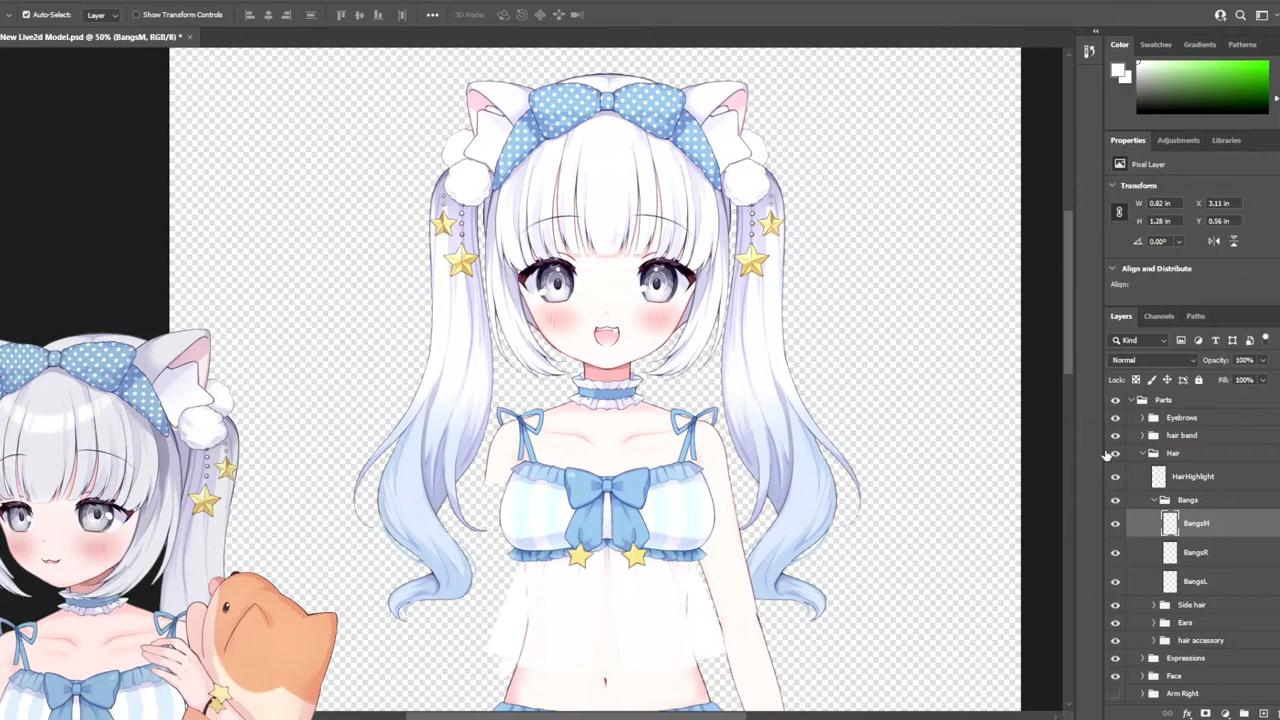 Auto-Select: Layer Show Transform Controls 3D Mode:
New Live2d Model.psd @ 50% (BangsM, RGB/8) *
Color Swatches Gradients Patterns
Properties Adjustments Libraries
Pixel Layer
Transform
W 0.82 in X 3.11 in
H 1.28 in Y 0.56 in
0.00°
Align and Distribute
Align:
Layers Channels Paths
Kind
Normal Opacity: 100%
Lock: Fill: 100%
Parts
Eyebrows
hair band
Hair
HairHighlight
Bangs
BangsM
BangsR
BangsL
Side hair
Ears
hair accessory
Expressions
Face
Arm Right
fx